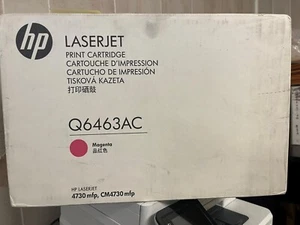 hp
LASERJET
PRINT CARTRIDGE
CARTOUCHE D'IMPRESSION
CARTUCHO DE IMPRESIÓN
TISKOVÁ KAZETA
打印硒鼓
Q6463AC
Magenta
品红色
HP LASERJET
4730 mfp, CM4730 mfp